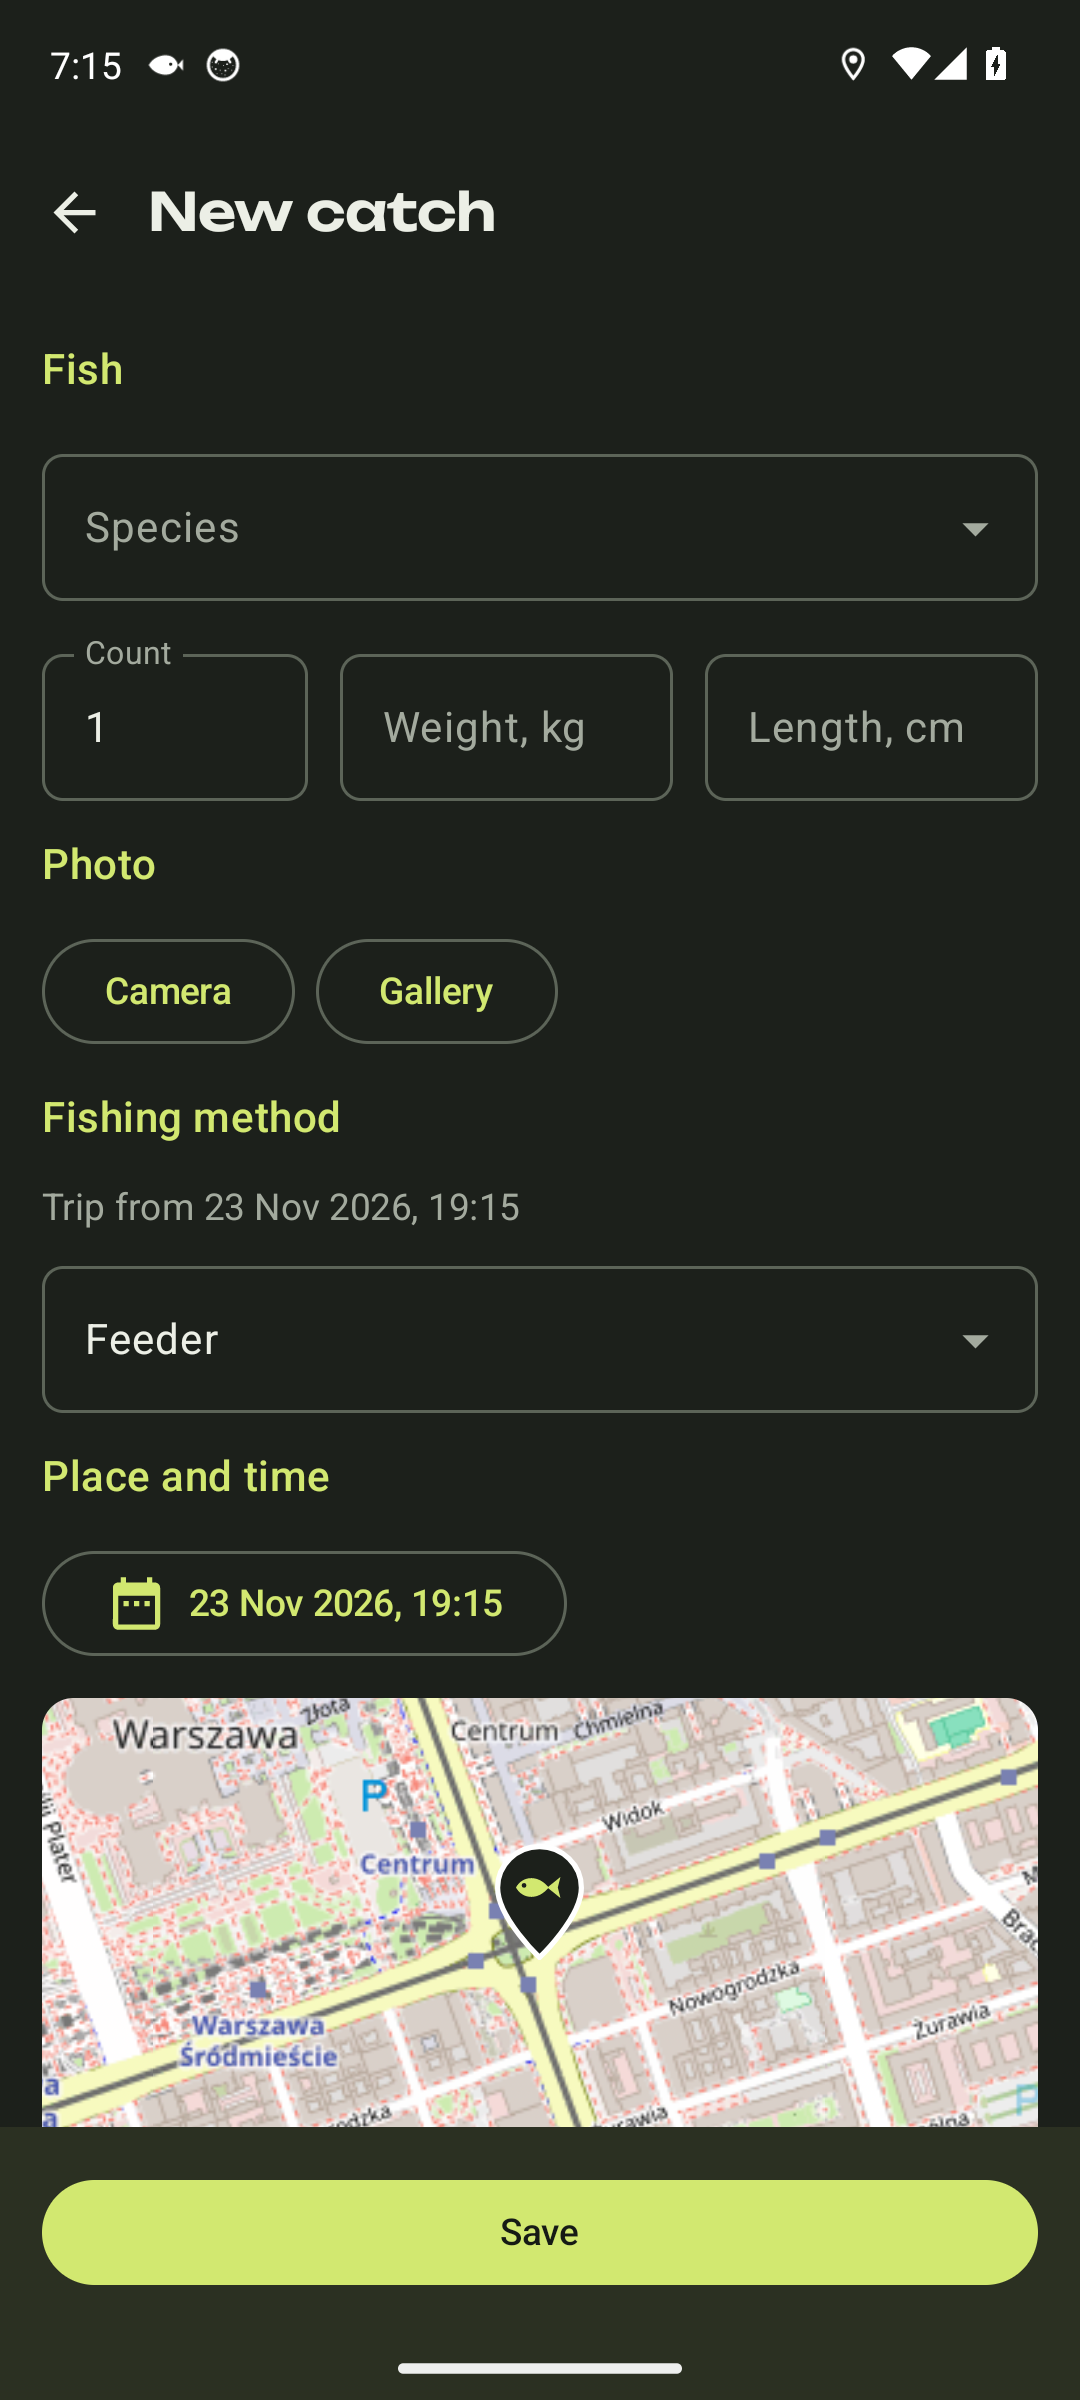 7:15
New catch
Fish
Species
Count
1
Weight, kg
Length, cm
Photo
Camera
Gallery
Fishing method
Trip from 23 Nov 2026, 19:15
Feeder
Place and time
23 Nov 2026, 19:15
Warszawa
Złota
Centrum
Chmielna
P
Widok
Plater
Centrum
Nowogrodzka
Żurawia
Warszawa
Śródmieście
Save